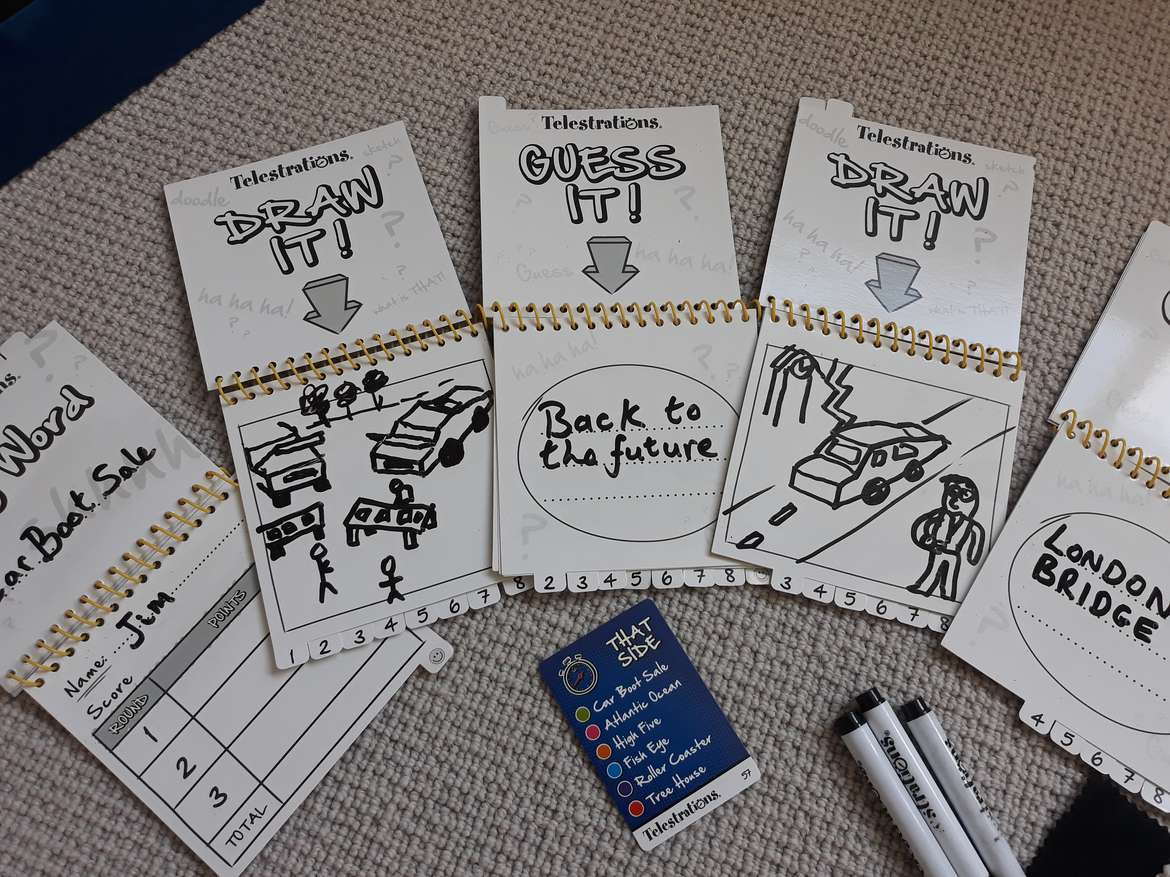 Word
Car Boot Sale
Name: Jim
Score
ROUND
POINTS
1
2
3
TOTAL
Telestrations
doodle
sketch
DRAW
IT!
ha ha ha!
what is THAT!
1 2 3 4 5 6 7 8
Telestrations
Guess
GUESS
IT!
Guess
ha ha ha!
ha ha ha!
Back to
the future
2 3 4 5 6 7 8
Telestrations
doodle
sketch
DRAW
IT!
ha ha ha!
what is THAT!
3 4 5 6 7 8
ha ha ha!
LONDON
BRIDGE
4 5 6 7 8
THAT
SIDE
Car Boot Sale
Atlantic Ocean
High Five
Fish Eye
Roller Coaster
Tree House
57
Telestrations